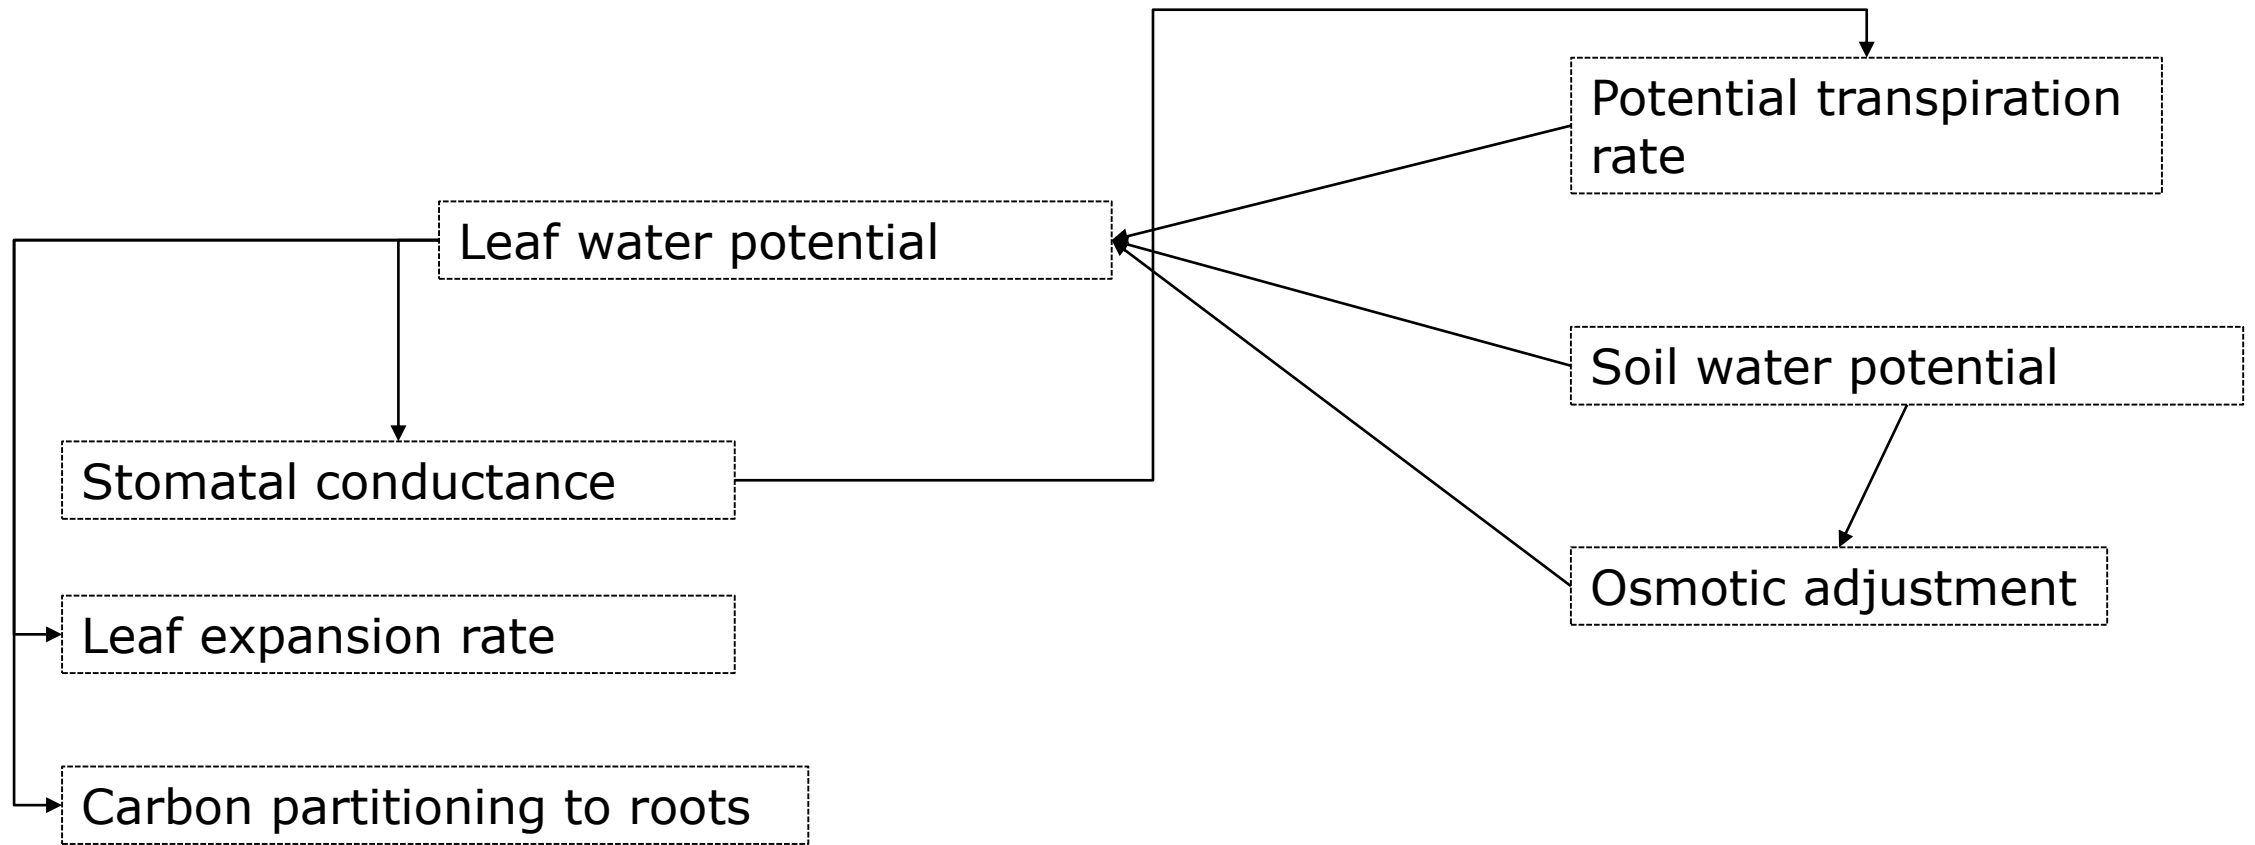 Potential transpiration
rate
Leaf water potential
Soil water potential
Stomatal conductance
Osmotic adjustment
Leaf expansion rate
Carbon partitioning to roots